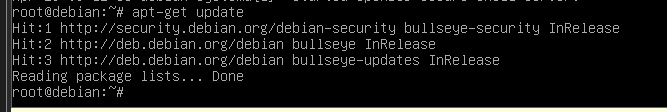 root@debian:~# apt-get update
Hit:1 http://security.debian.org/debian-security bullseye-security InRelease
Hit:2 http://deb.debian.org/debian bullseye InRelease
Hit:3 http://deb.debian.org/debian bullseye-updates InRelease
Reading package lists... Done
root@debian:~#